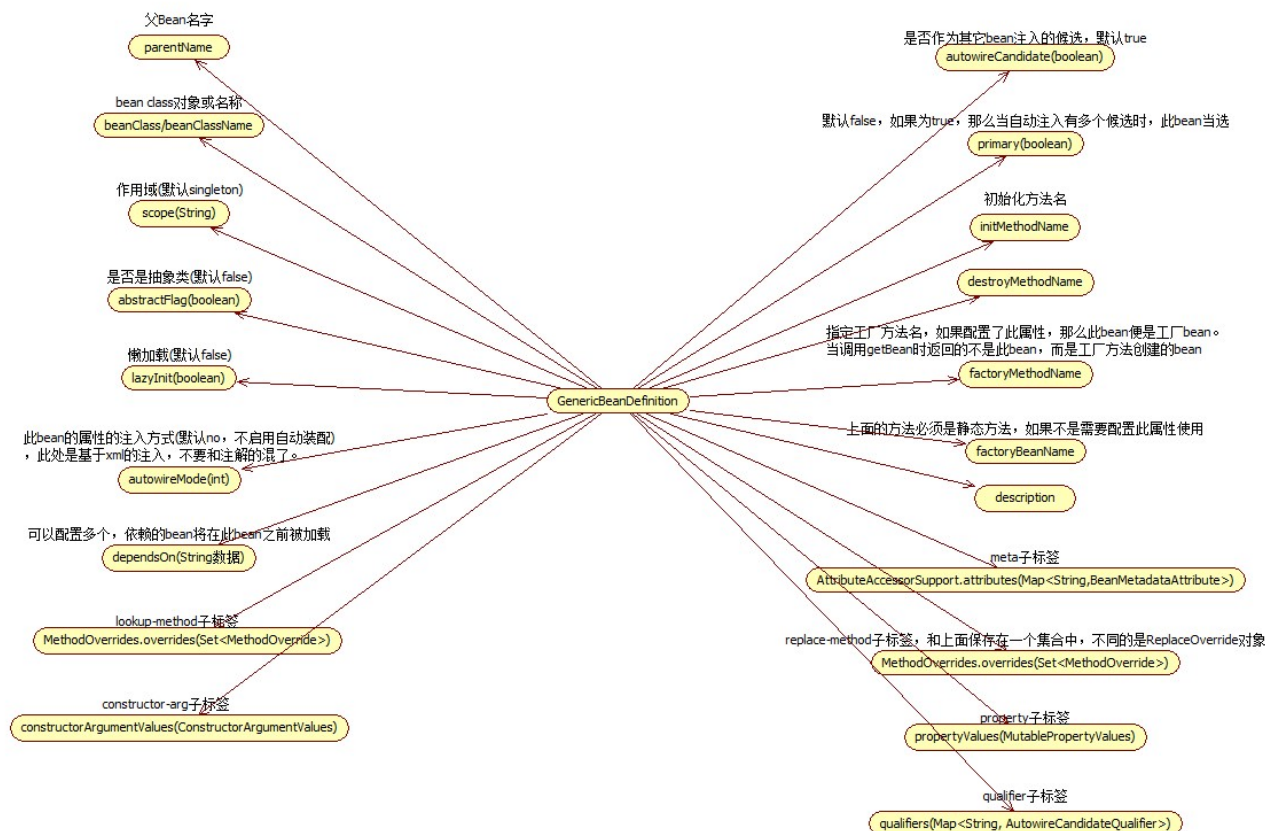 父Bean名字
parentName
bean class对象或名称
beanClass/beanClassName
作用域(默认singleton)
scope(String)
是否是抽象类(默认false)
abstractFlag(boolean)
懒加载(默认false)
lazyInit(boolean)
此bean的属性的注入方式(默认no，不启用自动装配)
，此处是基于xml的注入，不要和注解的混了。
autowireMode(int)
可以配置多个，依赖的bean将在此bean之前被加载
dependsOn(String数据)
lookup-method子标签
MethodOverrides.overrides(Set<MethodOverride>)
constructor-arg子标签
constructorArgumentValues(ConstructorArgumentValues)
GenericBeanDefinition
是否作为其它bean注入的候选，默认true
autowireCandidate(boolean)
默认false，如果为true，那么当自动注入有多个候选时，此bean当选
primary(boolean)
初始化方法名
initMethodName
destroyMethodName
指定工厂方法名，如果配置了此属性，那么此bean便是工厂bean。
当调用getBean时返回的不是此bean，而是工厂方法创建的bean
factoryMethodName
上面的方法必须是静态方法，如果不是需要配置此属性使用
factoryBeanName
description
meta子标签
AttributeAccessorSupport.attributes(Map<String,BeanMetadataAttribute>)
replace-method子标签，和上面保存在一个集合中，不同的是ReplaceOverride对象
MethodOverrides.overrides(Set<MethodOverride>)
property子标签
propertyValues(MutablePropertyValues)
qualifier子标签
qualifiers(Map<String, AutowireCandidateQualifier>)